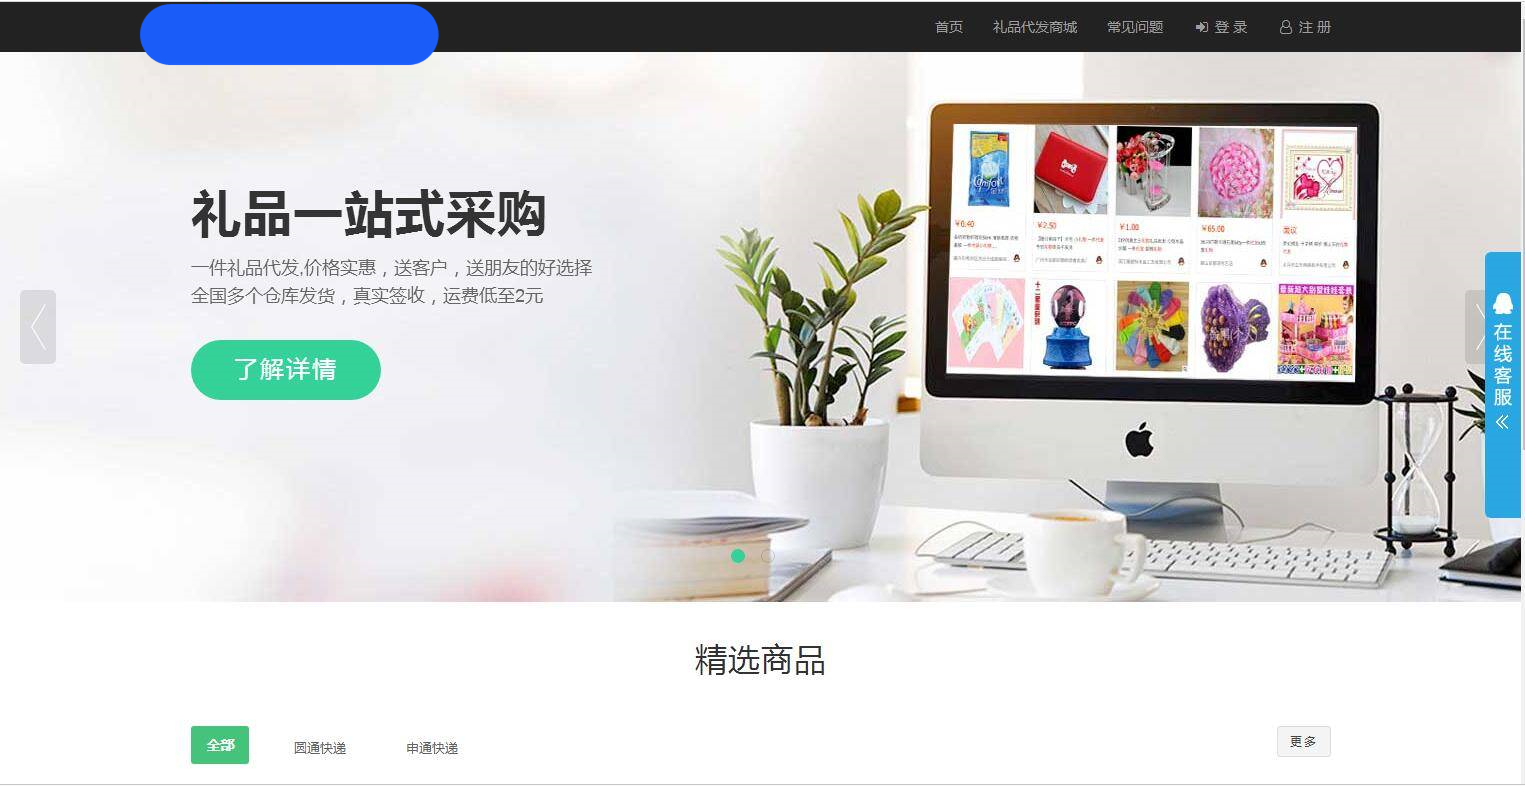 首页 礼品代发商城 常见问题 登 录 注 册
礼品一站式采购
一件礼品代发.价格实惠，送客户，送朋友的好选择
全国多个仓库发货，真实签收，运费低至2元
了解详情
¥0.40 ¥2.50 ¥1.00 ¥65.00 面议
在线客服
精选商品
全部 圆通快递 申通快递 更多